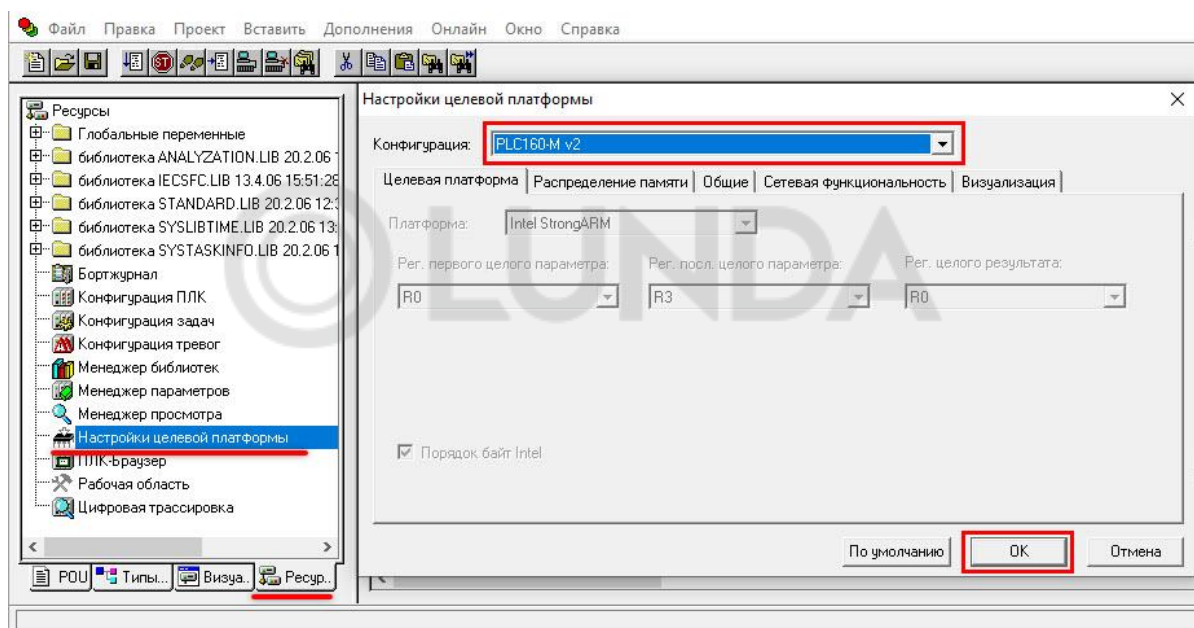 Файл Правка Проект Вставить Дополнения Онлайн Окно Справка
Ресурсы
Глобальные переменные
библиотека ANALYZATION.LIB 20.2.06
библиотека IECSFC.LIB 13.4.06 15:51:28
библиотека STANDARD.LIB 20.2.06 12:
библиотека SYSLIBTIME.LIB 20.2.06 13:
библиотека SYSTASKINFO.LIB 20.2.06 1
Бортжурнал
Конфигурация ПЛК
Конфигурация задач
Конфигурация тревог
Менеджер библиотек
Менеджер параметров
Менеджер просмотра
Настройки целевой платформы
ПЛК-Браузер
Рабочая область
Цифровая трассировка
POU Типы... Визуа.. Ресур..
Настройки целевой платформы
Конфигурация: PLC160-M v2
Целевая платформа Распределение памяти Общие Сетевая функциональность Визуализация
Платформа: Intel StrongARM
Рег. первого целого параметра: Рег. посл. целого параметра: Рег. целого результата:
R0 R3 R0
Порядок байт Intel
По умолчанию OK Отмена
LUNDA